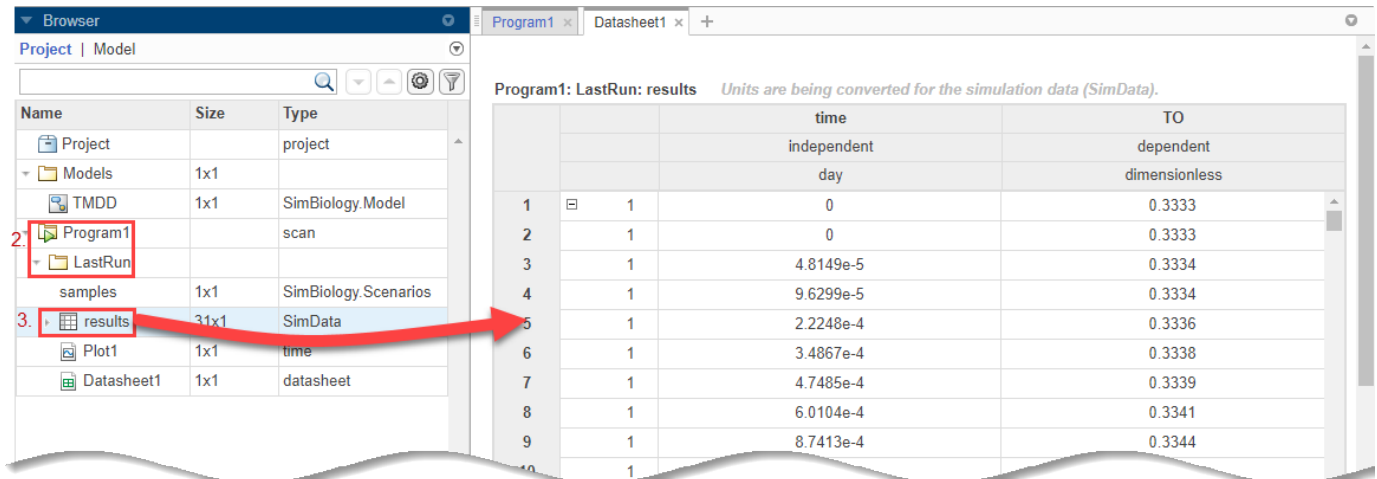 Browser
Project | Model
Name Size Type
Project project
Models 1x1
TMDD 1x1 SimBiology.Model
2. Program1 scan
LastRun
samples 1x1 SimBiology.Scenarios
3. results 31x1 SimData
Plot1 1x1 time
Datasheet1 1x1 datasheet
Program1 × Datasheet1 × +
Program1: LastRun: results Units are being converted for the simulation data (SimData).
time TO
independent dependent
day dimensionless
1 1 0 0.3333
2 1 0 0.3333
3 1 4.8149e-5 0.3334
4 1 9.6299e-5 0.3334
5 1 2.2248e-4 0.3336
6 1 3.4867e-4 0.3338
7 1 4.7485e-4 0.3339
8 1 6.0104e-4 0.3341
9 1 8.7413e-4 0.3344
10 1